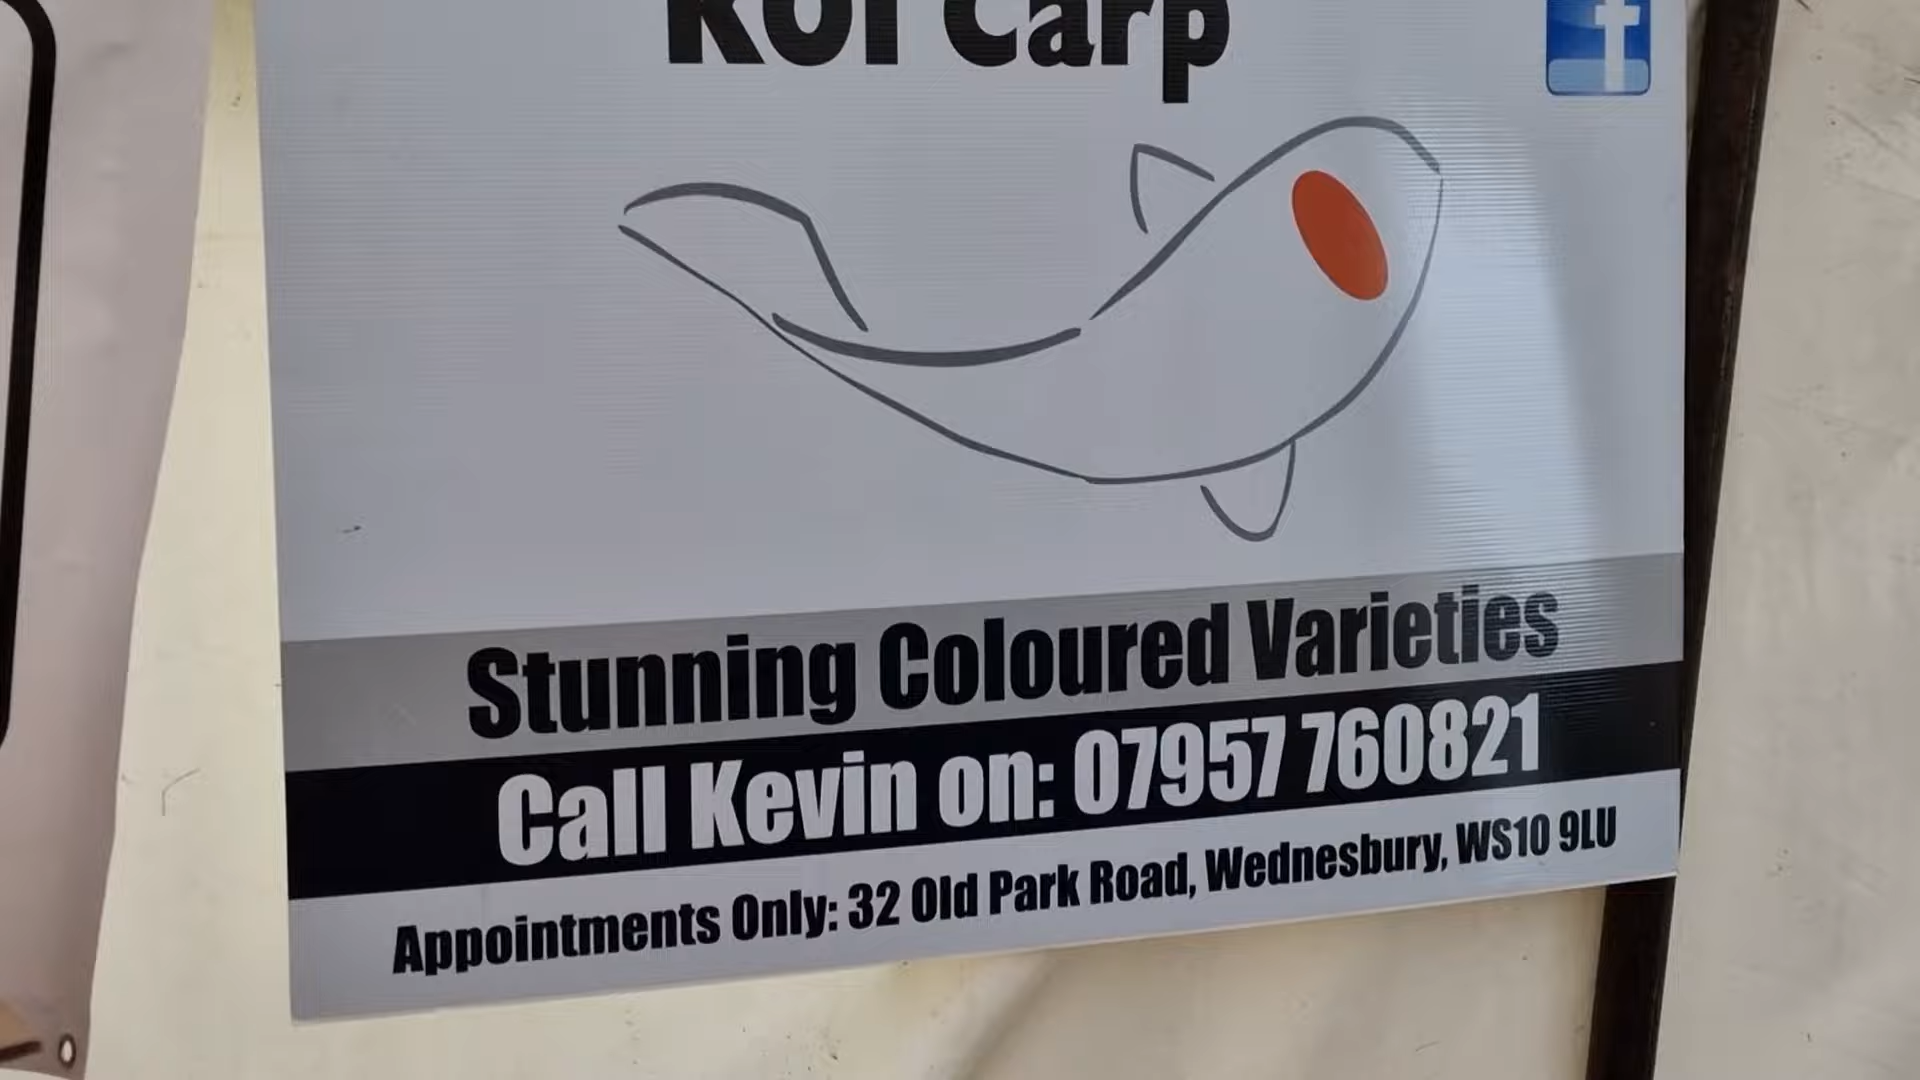 Koi Carp
f
Stunning Coloured Varieties
Call Kevin on: 07957 760821
Appointments Only: 32 Old Park Road, Wednesbury, WS10 9LU